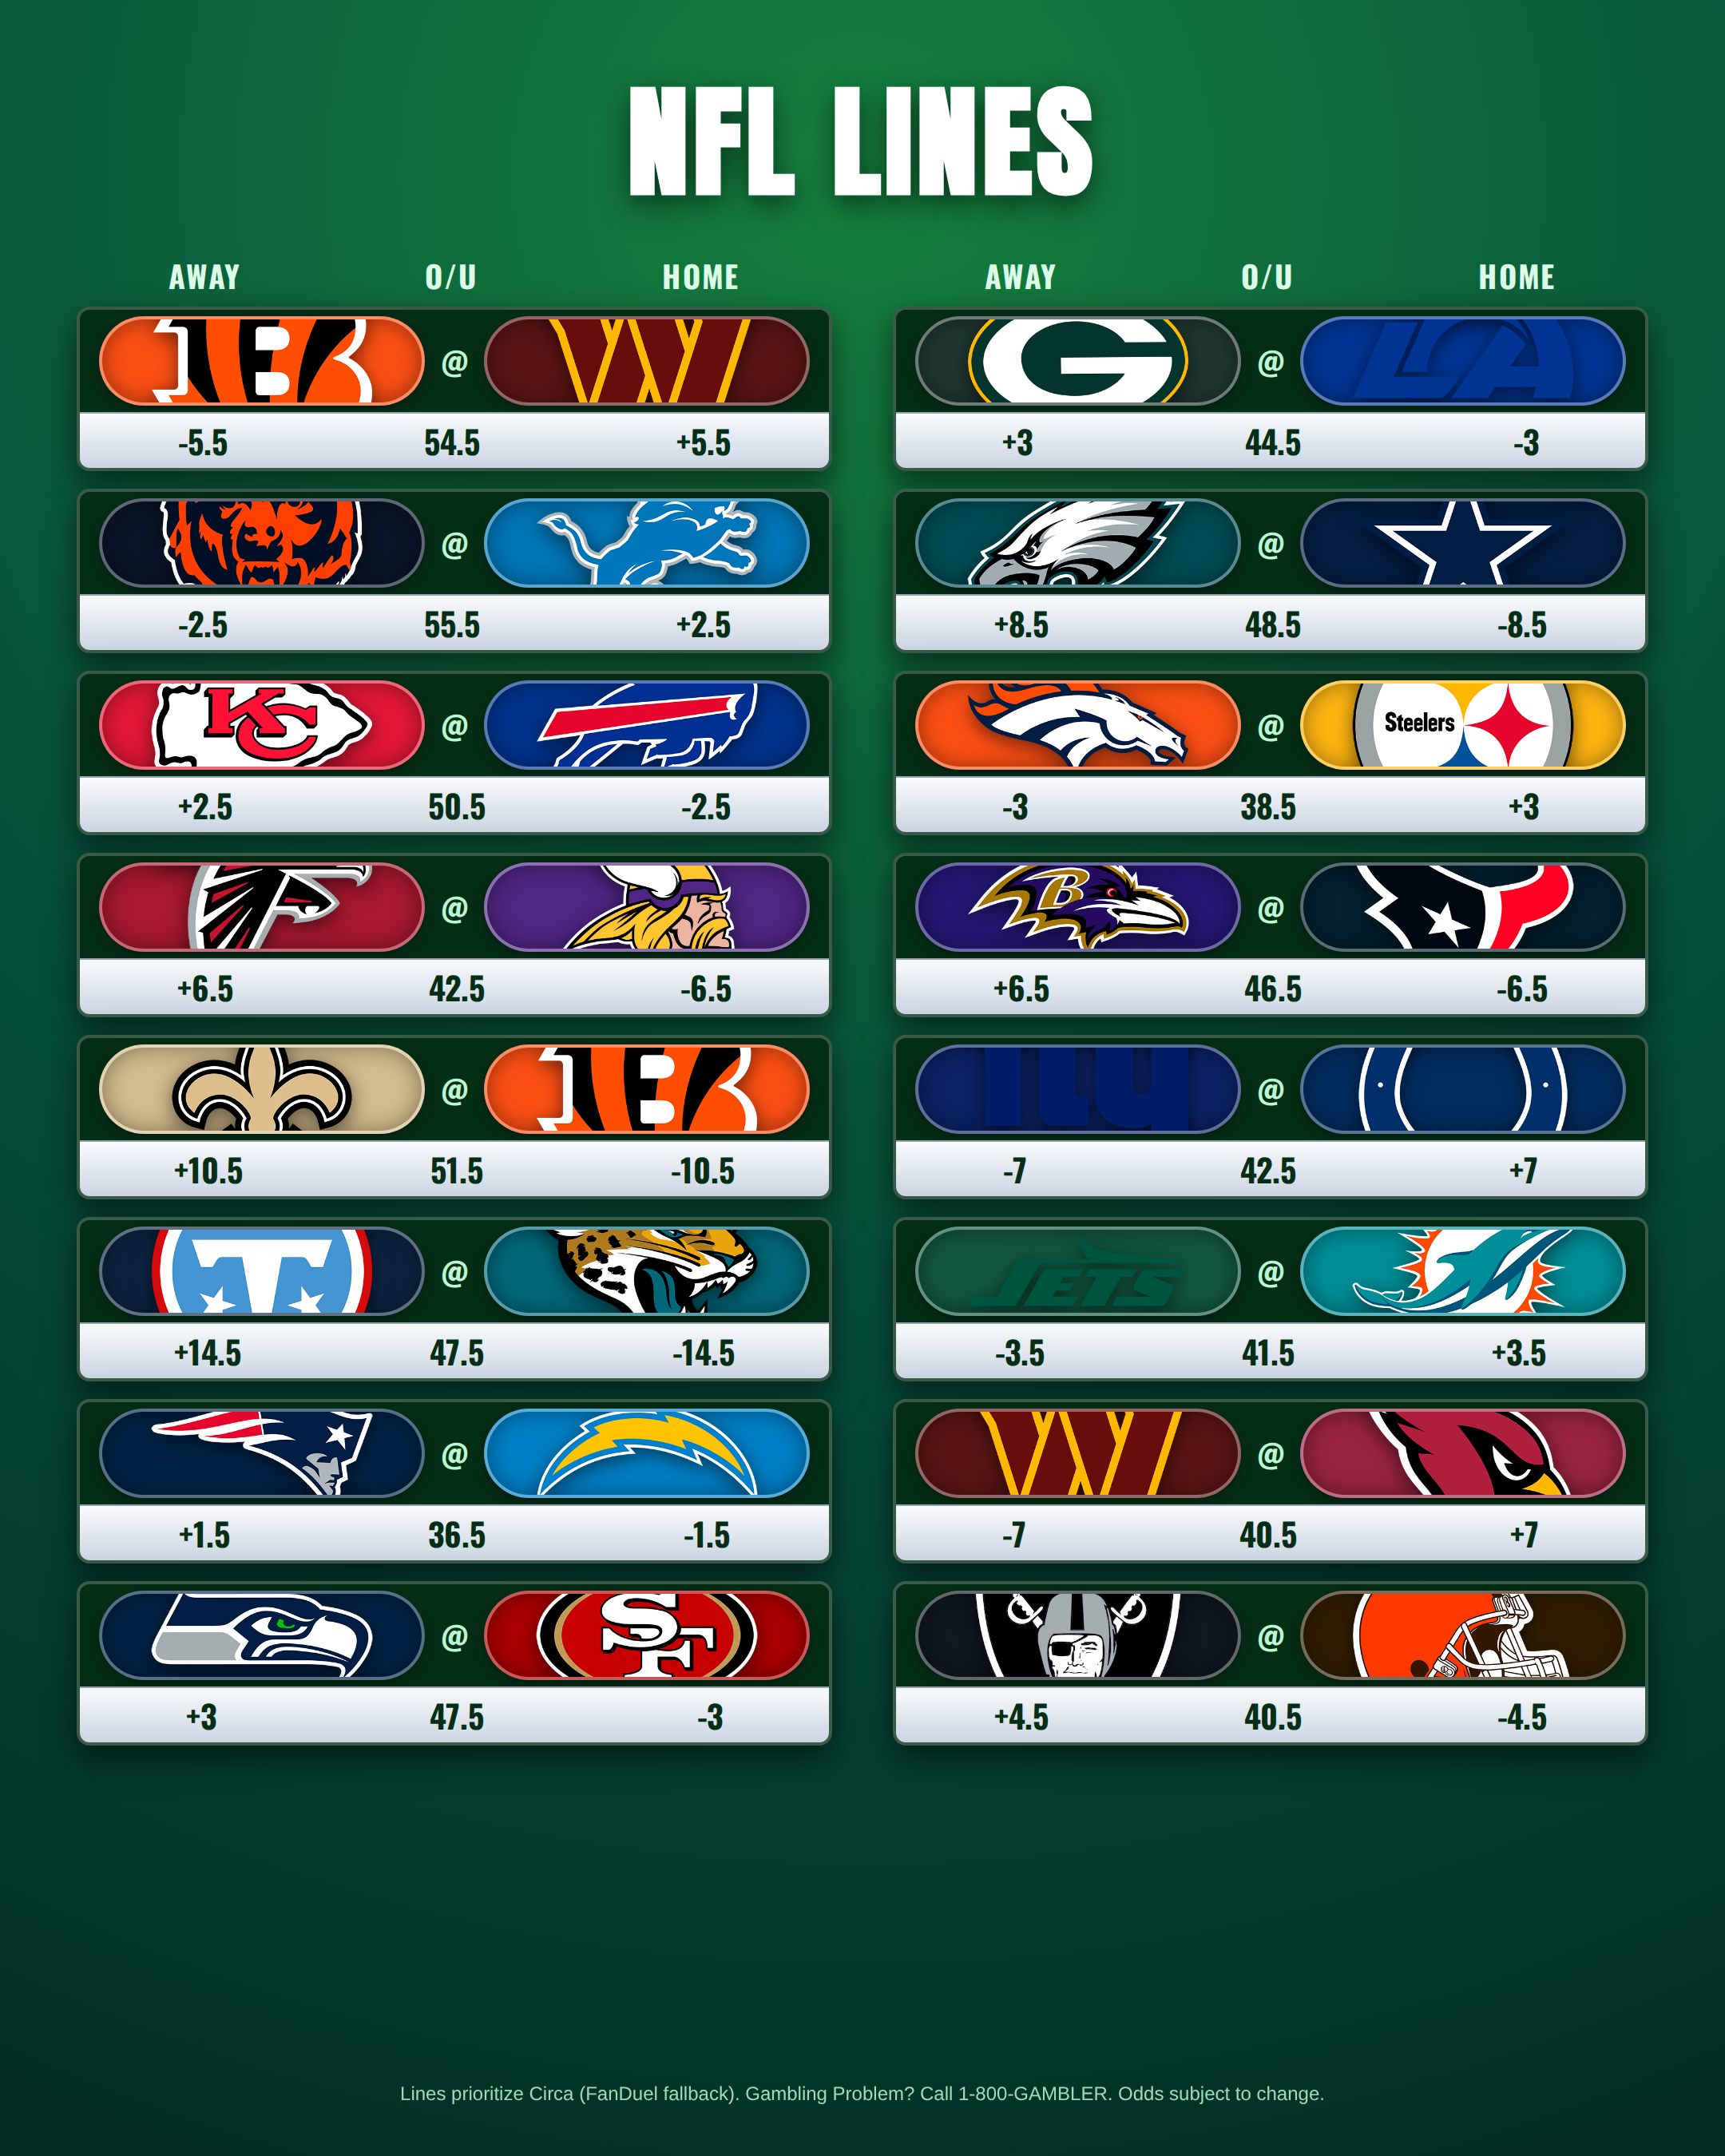 NFL LINES
AWAY O/U HOME
AWAY O/U HOME
B @ W
-5.5 54.5 +5.5
G @ LA
+3 44.5 -3
@
-2.5 55.5 +2.5
@
+8.5 48.5 -8.5
KC @
+2.5 50.5 -2.5
@ Steelers
-3 38.5 +3
@
+6.5 42.5 -6.5
B @
+6.5 46.5 -6.5
@ B
+10.5 51.5 -10.5
ny @
-7 42.5 +7
T @
+14.5 47.5 -14.5
JETS @
-3.5 41.5 +3.5
@
+1.5 36.5 -1.5
W @
-7 40.5 +7
@ SF
+3 47.5 -3
@
+4.5 40.5 -4.5
Lines prioritize Circa (FanDuel fallback). Gambling Problem? Call 1-800-GAMBLER. Odds subject to change.